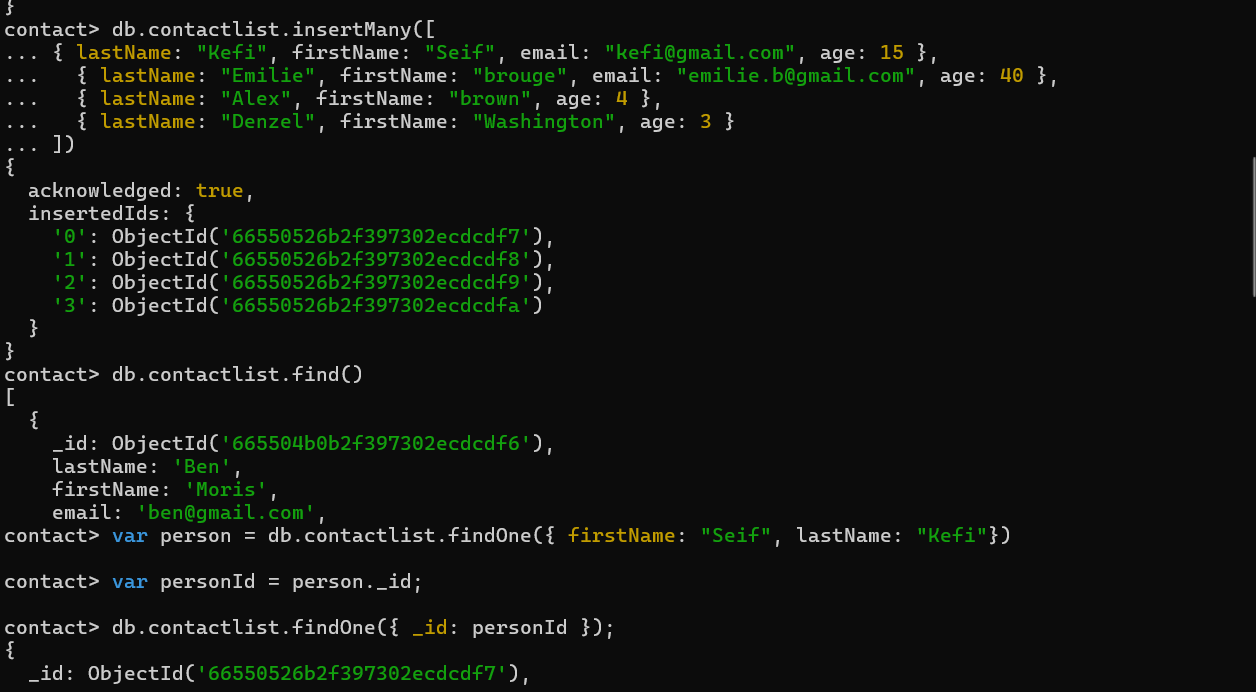 }
contact> db.contactlist.insertMany([
... { lastName: "Kefi", firstName: "Seif", email: "kefi@gmail.com", age: 15 },
...   { lastName: "Emilie", firstName: "brouge", email: "emilie.b@gmail.com", age: 40 },
...   { lastName: "Alex", firstName: "brown", age: 4 },
...   { lastName: "Denzel", firstName: "Washington", age: 3 }
... ])
{
  acknowledged: true,
  insertedIds: {
    '0': ObjectId('66550526b2f397302ecdcdf7'),
    '1': ObjectId('66550526b2f397302ecdcdf8'),
    '2': ObjectId('66550526b2f397302ecdcdf9'),
    '3': ObjectId('66550526b2f397302ecdcdfa')
  }
}
contact> db.contactlist.find()
[
  {
    _id: ObjectId('665504b0b2f397302ecdcdf6'),
    lastName: 'Ben',
    firstName: 'Moris',
    email: 'ben@gmail.com',
contact> var person = db.contactlist.findOne({ firstName: "Seif", lastName: "Kefi"})
contact> var personId = person._id;
contact> db.contactlist.findOne({ _id: personId });
{
  _id: ObjectId('66550526b2f397302ecdcdf7'),